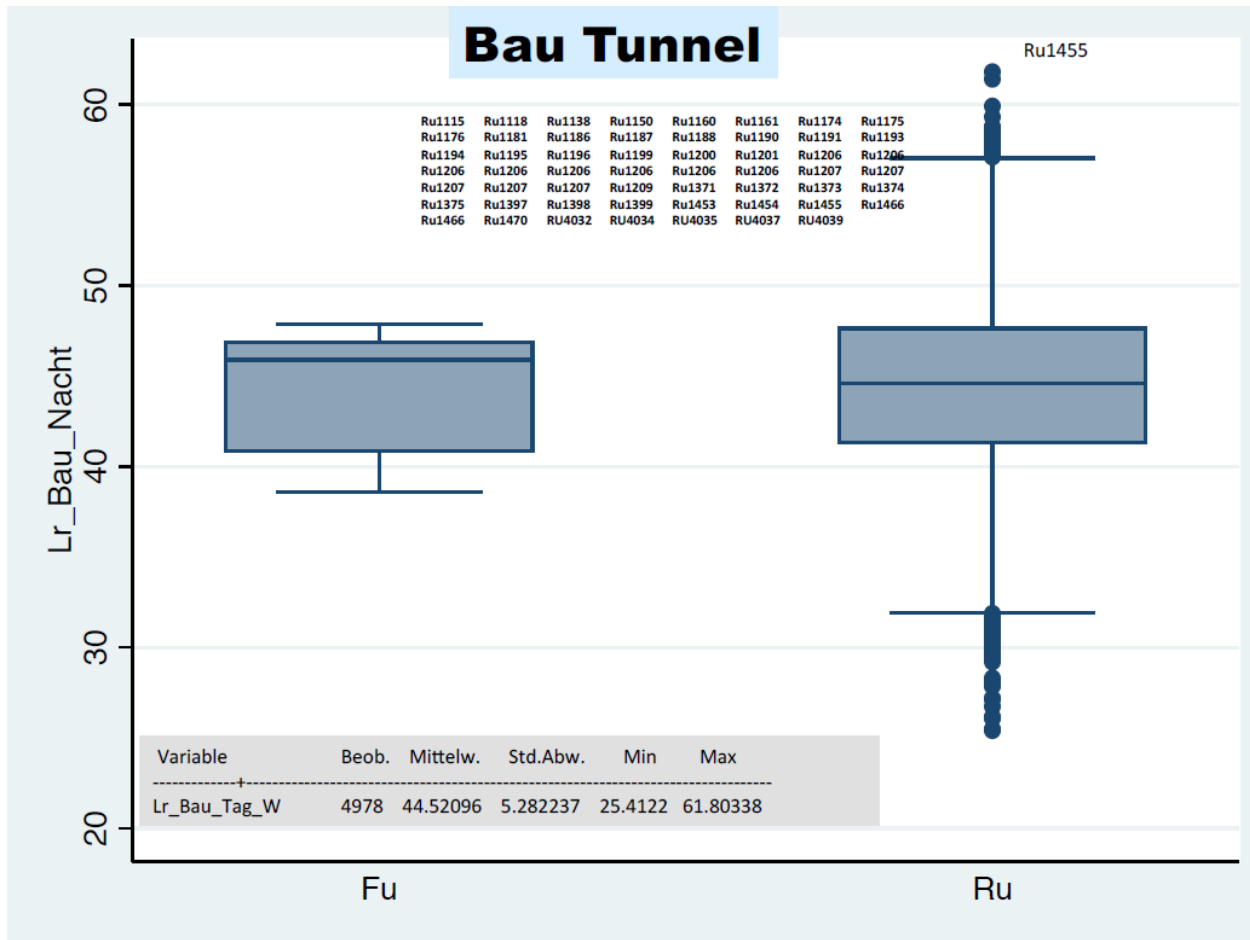 Bau Tunnel
Ru1455
Ru1115 Ru1118 Ru1138 Ru1150 Ru1160 Ru1161 Ru1174 Ru1175
Ru1176 Ru1181 Ru1186 Ru1187 Ru1188 Ru1190 Ru1191 Ru1193
Ru1194 Ru1195 Ru1196 Ru1199 Ru1200 Ru1201 Ru1206 Ru1206
Ru1206 Ru1206 Ru1206 Ru1206 Ru1206 Ru1206 Ru1207 Ru1207
Ru1207 Ru1207 Ru1207 Ru1209 Ru1371 Ru1372 Ru1373 Ru1374
Ru1375 Ru1397 Ru1398 Ru1399 Ru1453 Ru1454 Ru1455 Ru1466
Ru1466 Ru1470 RU4032 RU4034 RU4035 RU4037 RU4039
60
50
40
30
20
Lr_Bau_Nacht
Variable Beob. Mittelw. Std.Abw. Min Max
-------------+--------------------------------------------------------------------------------
Lr_Bau_Tag_W 4978 44.52096 5.282237 25.4122 61.80338
Fu Ru